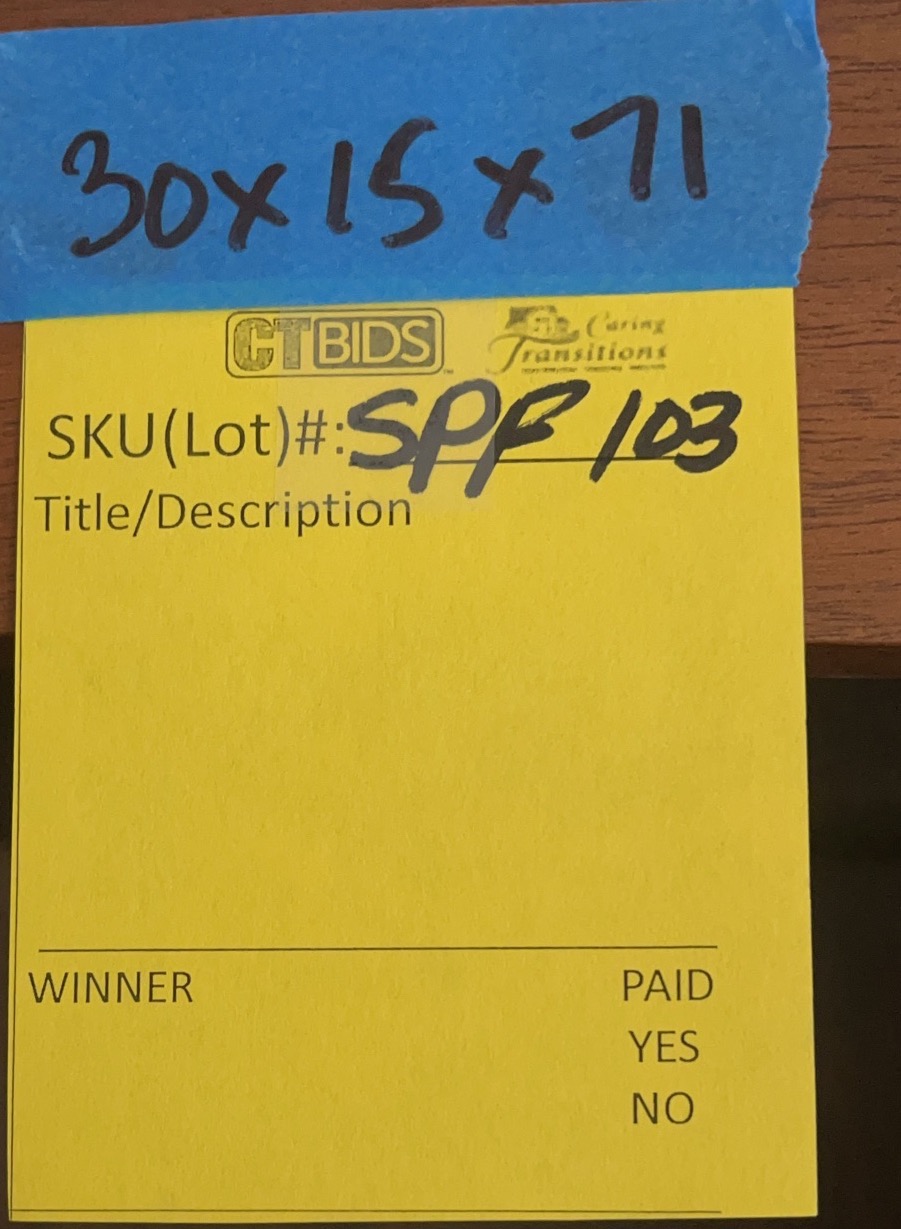 30x15x71
CTBIDS Caring
Transitions
SKU(Lot)#: SPF 103
Title/Description
WINNER PAID
YES
NO